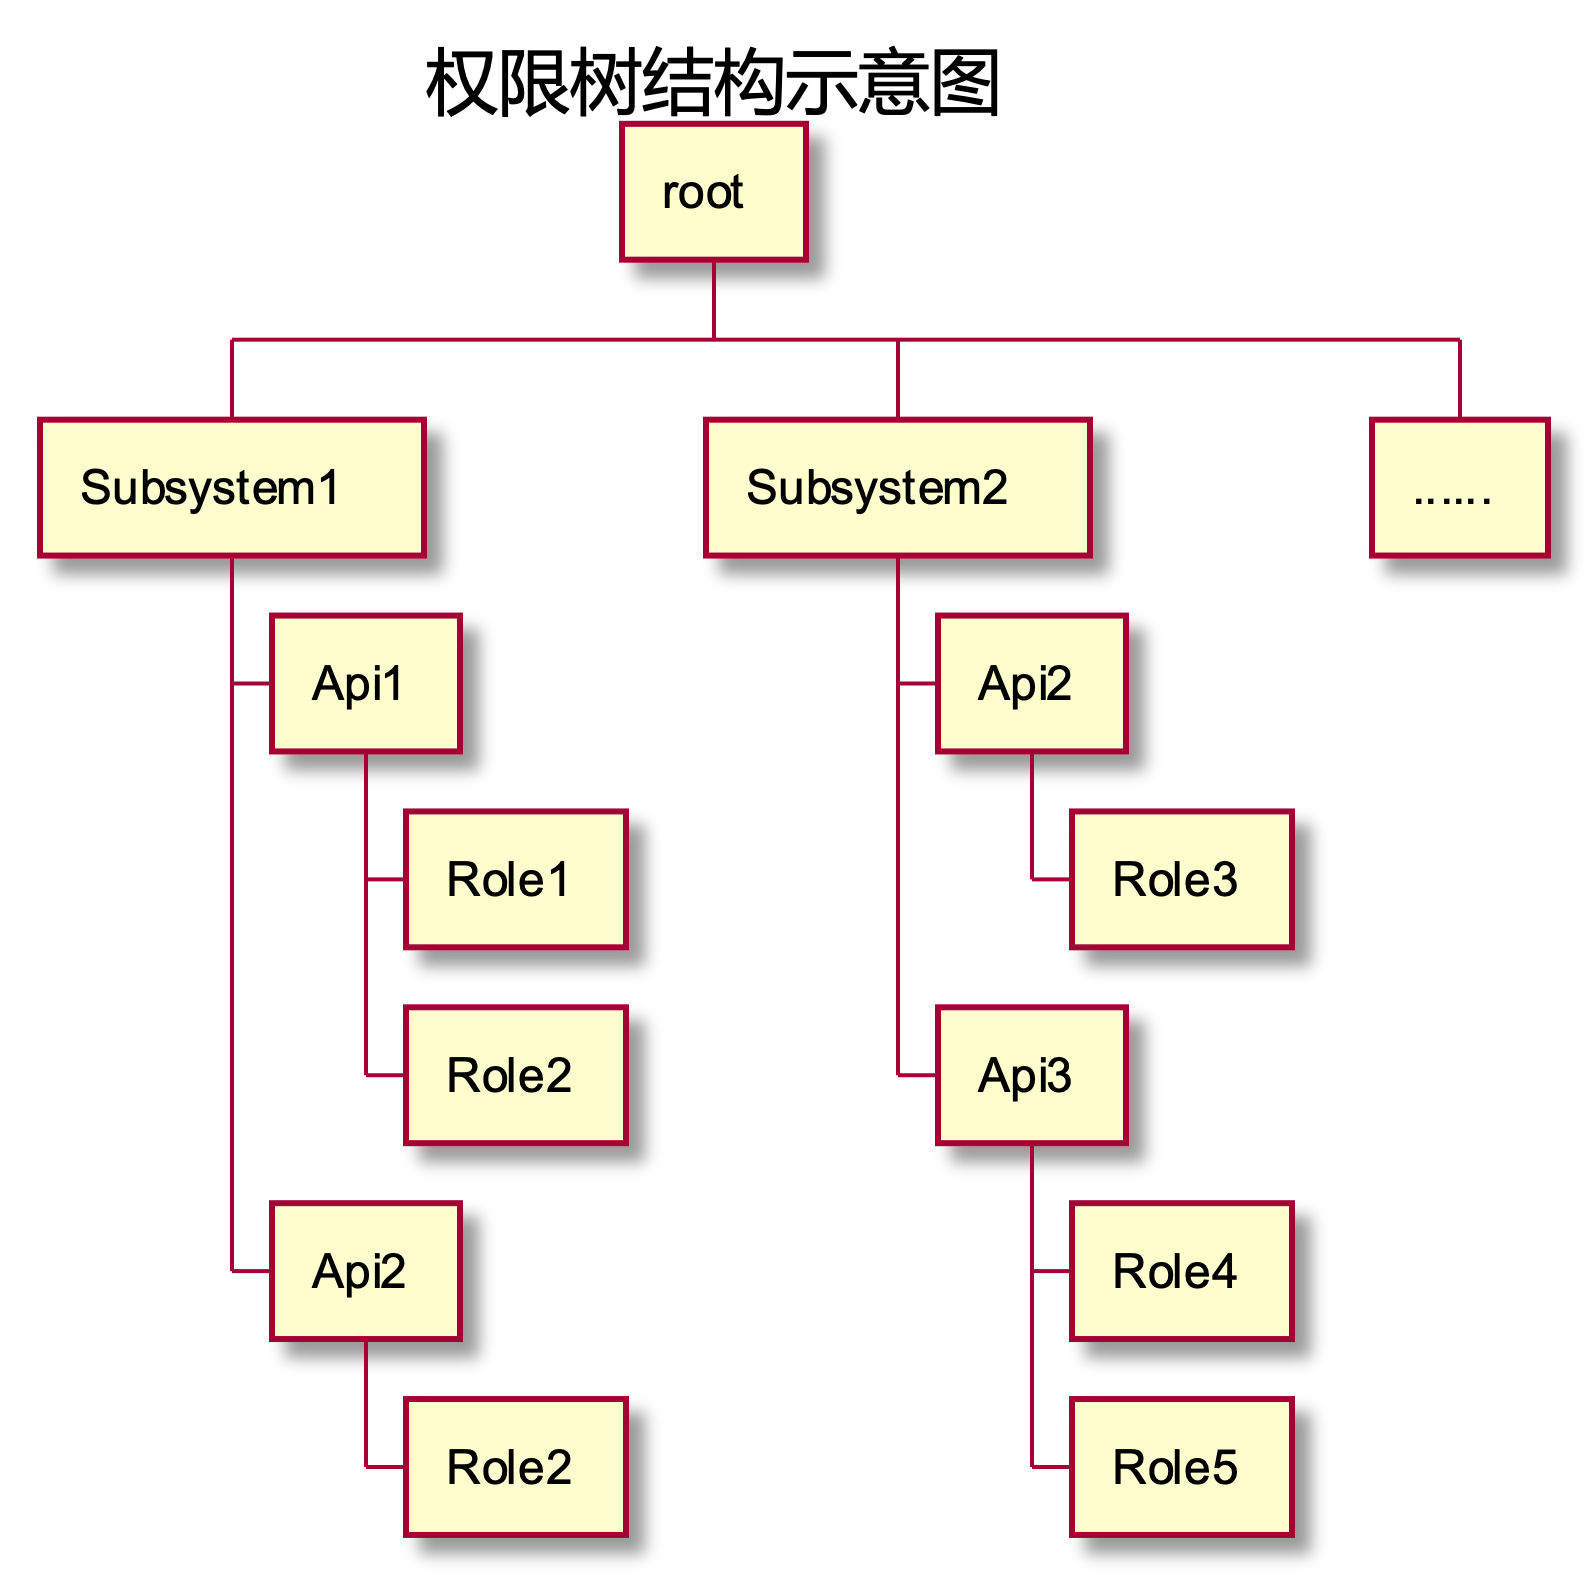 权限树结构示意图
root
Subsystem1
Subsystem2
......
Api1
Api2
Role1
Role3
Role2
Api3
Api2
Role4
Role2
Role5